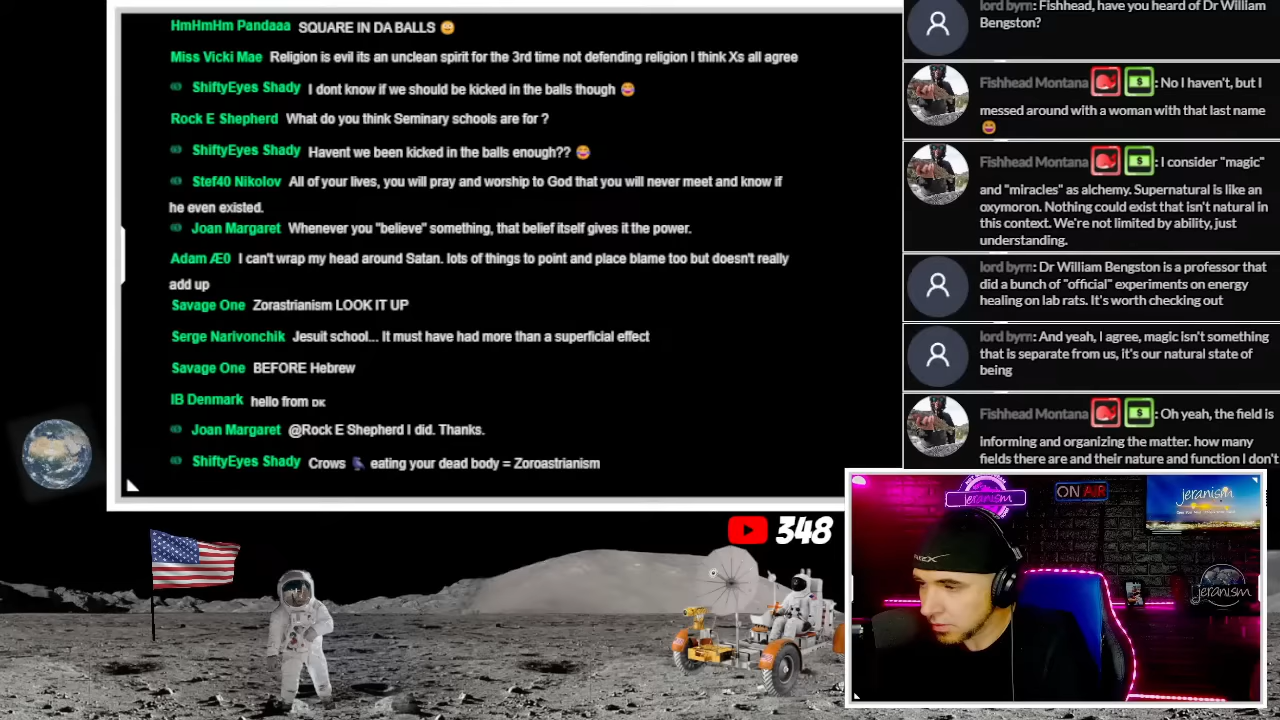 HmHmHm Pandaaa SQUARE IN DA BALLS 😄
Miss Vicki Mae Religion is evil its an unclean spirit for the 3rd time not defending religion I think Xs all agree
ShiftyEyes Shady I dont know if we should be kicked in the balls though 😂
Rock E Shepherd What do you think Seminary schools are for ?
ShiftyEyes Shady Havent we been kicked in the balls enough?? 😂
Stef40 Nikolov All of your lives, you will pray and worship to God that you will never meet and know if
he even existed.
Joan Margaret Whenever you "believe" something, that belief itself gives it the power.
Adam Æ0 I can't wrap my head around Satan. lots of things to point and place blame too but doesn't really
add up
Savage One Zorastrianism LOOK IT UP
Serge Narivonchik Jesuit school... It must have had more than a superficial effect
Savage One BEFORE Hebrew
IB Denmark hello from DK
Joan Margaret @Rock E Shepherd I did. Thanks.
ShiftyEyes Shady Crows 🐦‍⬛ eating your dead body = Zoroastrianism
lord byrn: Fishhead, have you heard of Dr William
Bengston?
Fishhead Montana : No I haven't, but I
messed around with a woman with that last name
😂
Fishhead Montana : I consider "magic"
and "miracles" as alchemy. Supernatural is like an
oxymoron. Nothing could exist that isn't natural in
this context. We're not limited by ability, just
understanding.
lord byrn: Dr William Bengston is a professor that
did a bunch of "official" experiments on energy
healing on lab rats. It's worth checking out
lord byrn: And yeah, I agree, magic isn't something
that is separate from us, it's our natural state of
being
Fishhead Montana : Oh yeah, the field is
informing and organizing the matter. how many
fields there are and their nature and function I don't
348
jeranism
ON AIR
jeranism
jeranism